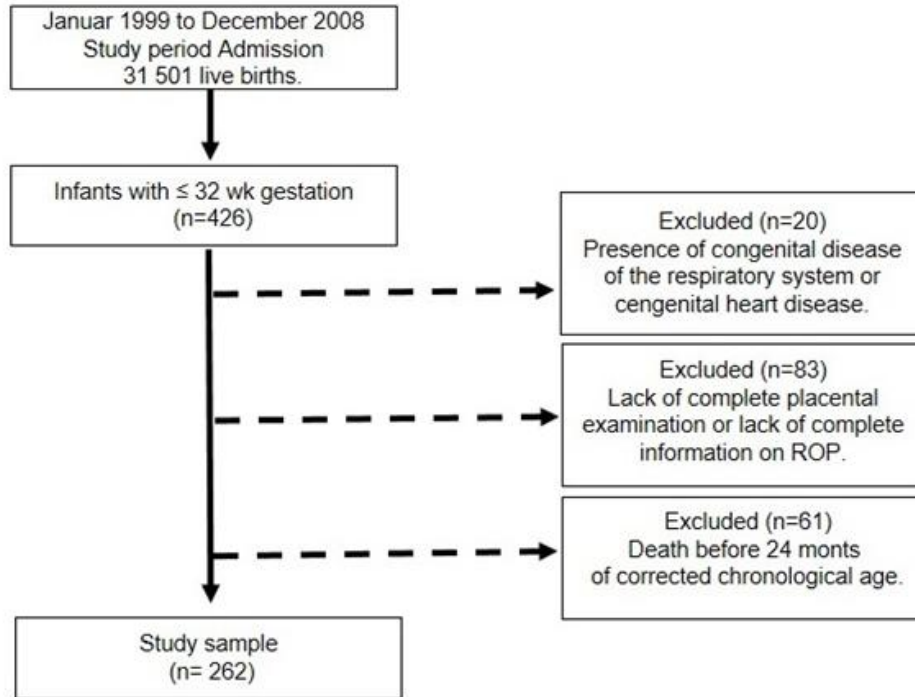 Januar 1999 to December 2008
Study period Admission
31 501 live births.
Infants with ≤ 32 wk gestation
(n=426)
Excluded (n=20)
Presence of congenital disease
of the respiratory system or
cengenital heart disease.
Excluded (n=83)
Lack of complete placental
examination or lack of complete
information on ROP.
Excluded (n=61)
Death before 24 monts
of corrected chronological age.
Study sample
(n= 262)